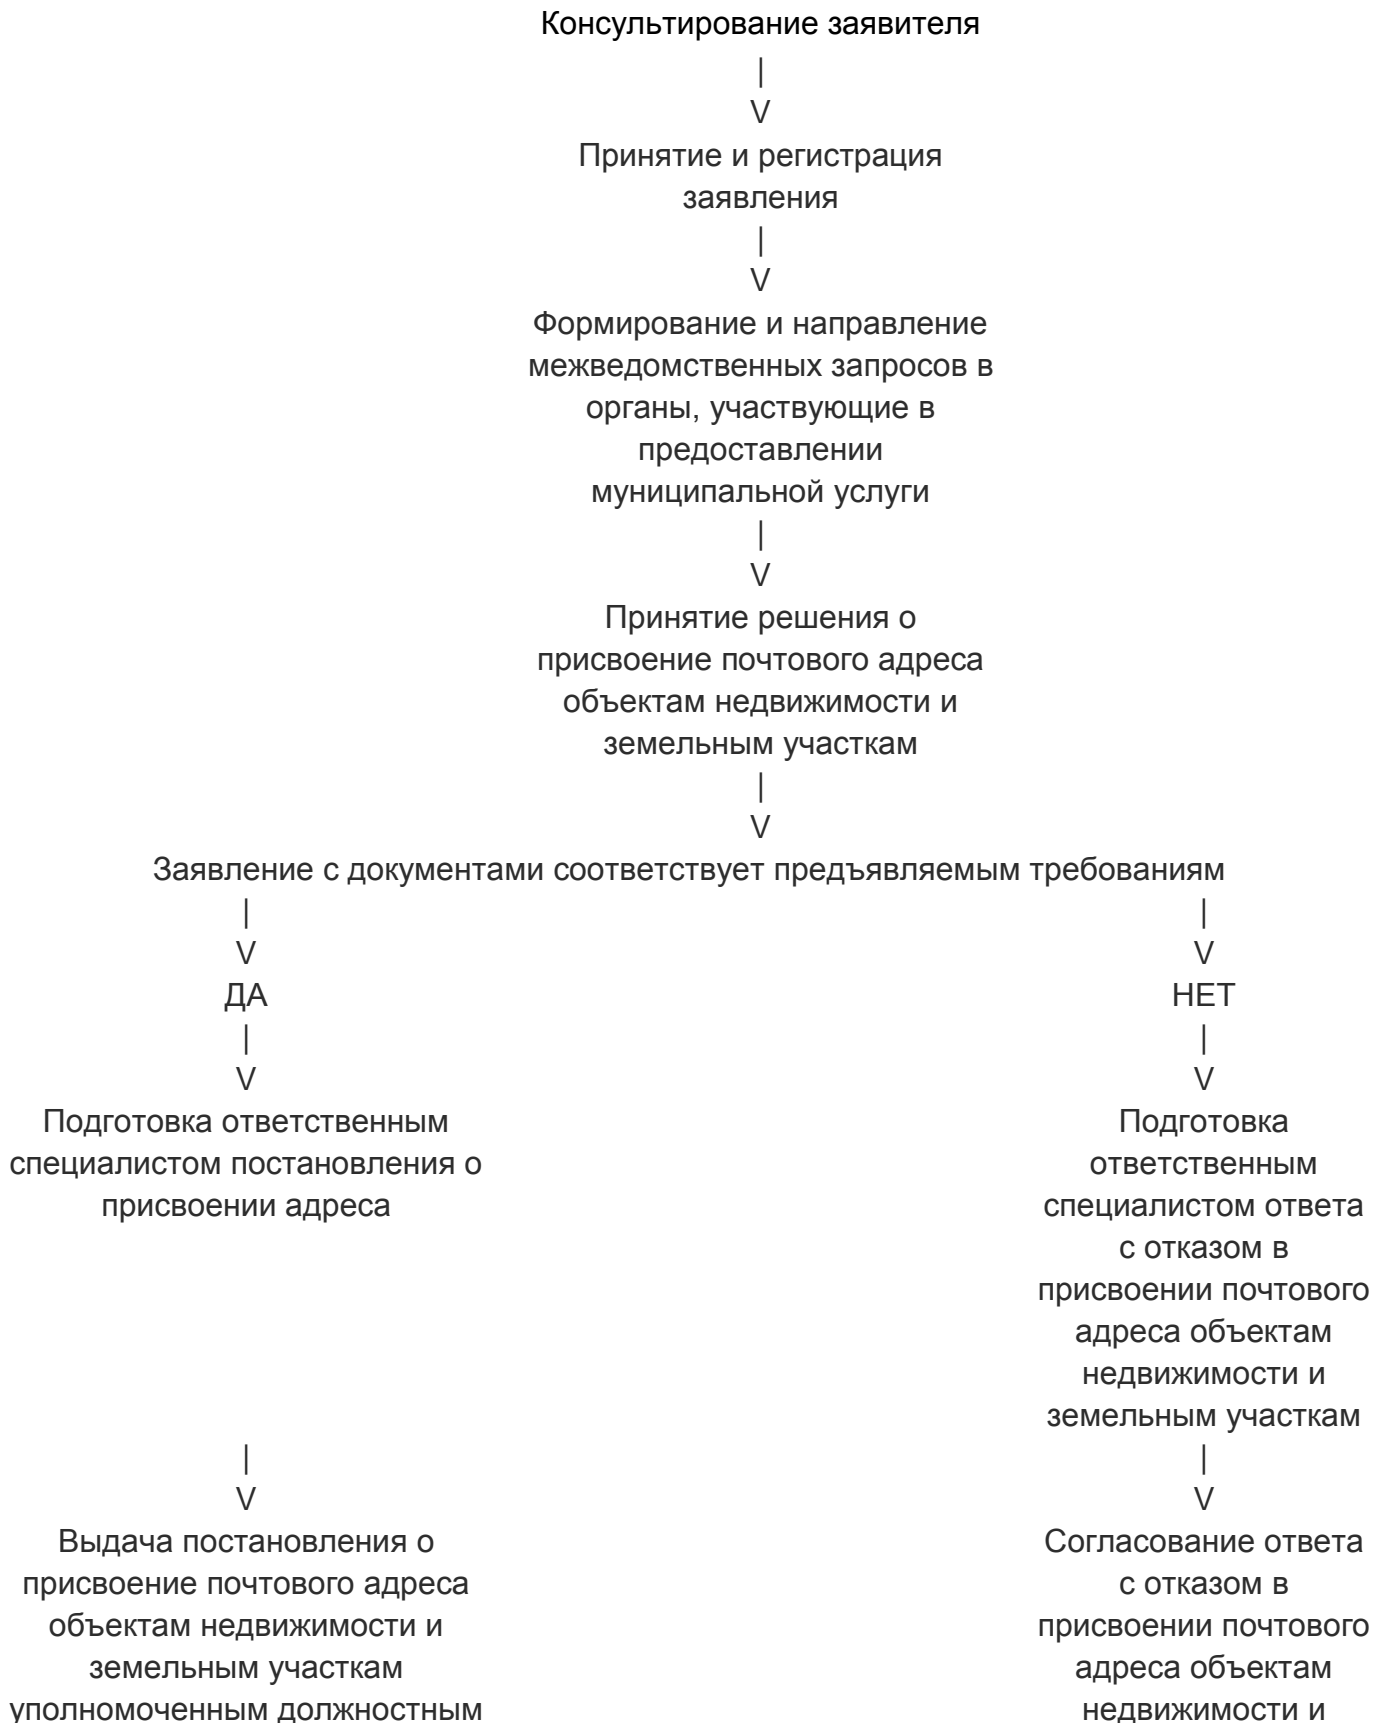 Консультирование заявителя
|
V
Принятие и регистрация
заявления
|
V
Формирование и направление
межведомственных запросов в
органы, участвующие в
предоставлении
муниципальной услуги
|
V
Принятие решения о
присвоение почтового адреса
объектам недвижимости и
земельным участкам
|
V
Заявление с документами соответствует предъявляемым требованиям
|
V
ДА
|
V
Подготовка ответственным
специалистом постановления о
присвоении адреса
|
V
Выдача постановления о
присвоение почтового адреса
объектам недвижимости и
земельным участкам
уполномоченным должностным
|
V
НЕТ
|
V
Подготовка
ответственным
специалистом ответа
с отказом в
присвоении почтового
адреса объектам
недвижимости и
земельным участкам
|
V
Согласование ответа
с отказом в
присвоении почтового
адреса объектам
недвижимости и